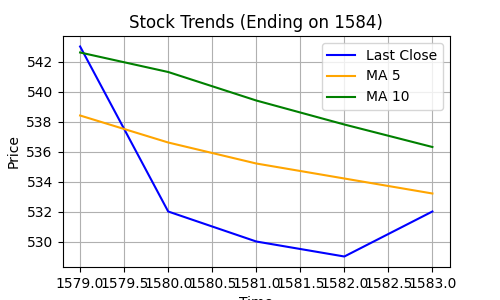 Stock Trends (Ending on 1584)
Last Close
MA 5
MA 10
Price
542
540
538
536
534
532
530
1579.0 1579.5 1580.0 1580.5 1581.0 1581.5 1582.0 1582.5 1583.0
Time